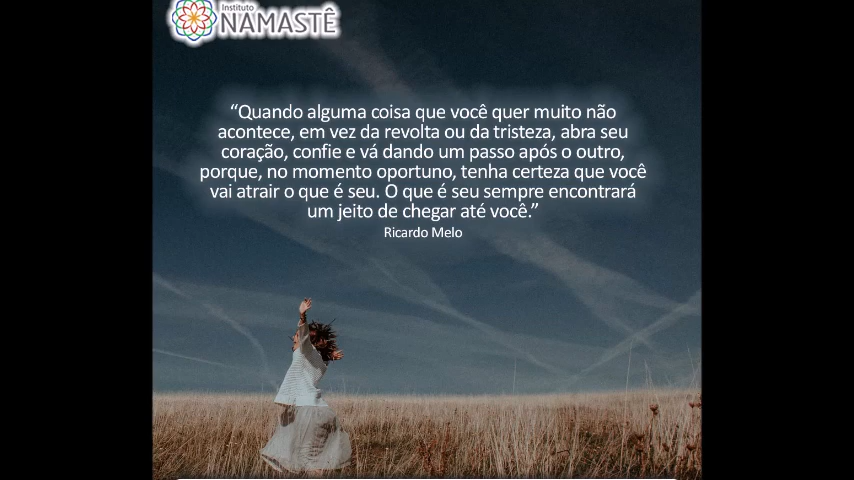 Instituto
NAMASTÊ
“Quando alguma coisa que você quer muito não
acontece, em vez da revolta ou da tristeza, abra seu
coração, confie e vá dando um passo após o outro,
porque, no momento oportuno, tenha certeza que você
vai atrair o que é seu. O que é seu sempre encontrará
um jeito de chegar até você.”
Ricardo Melo